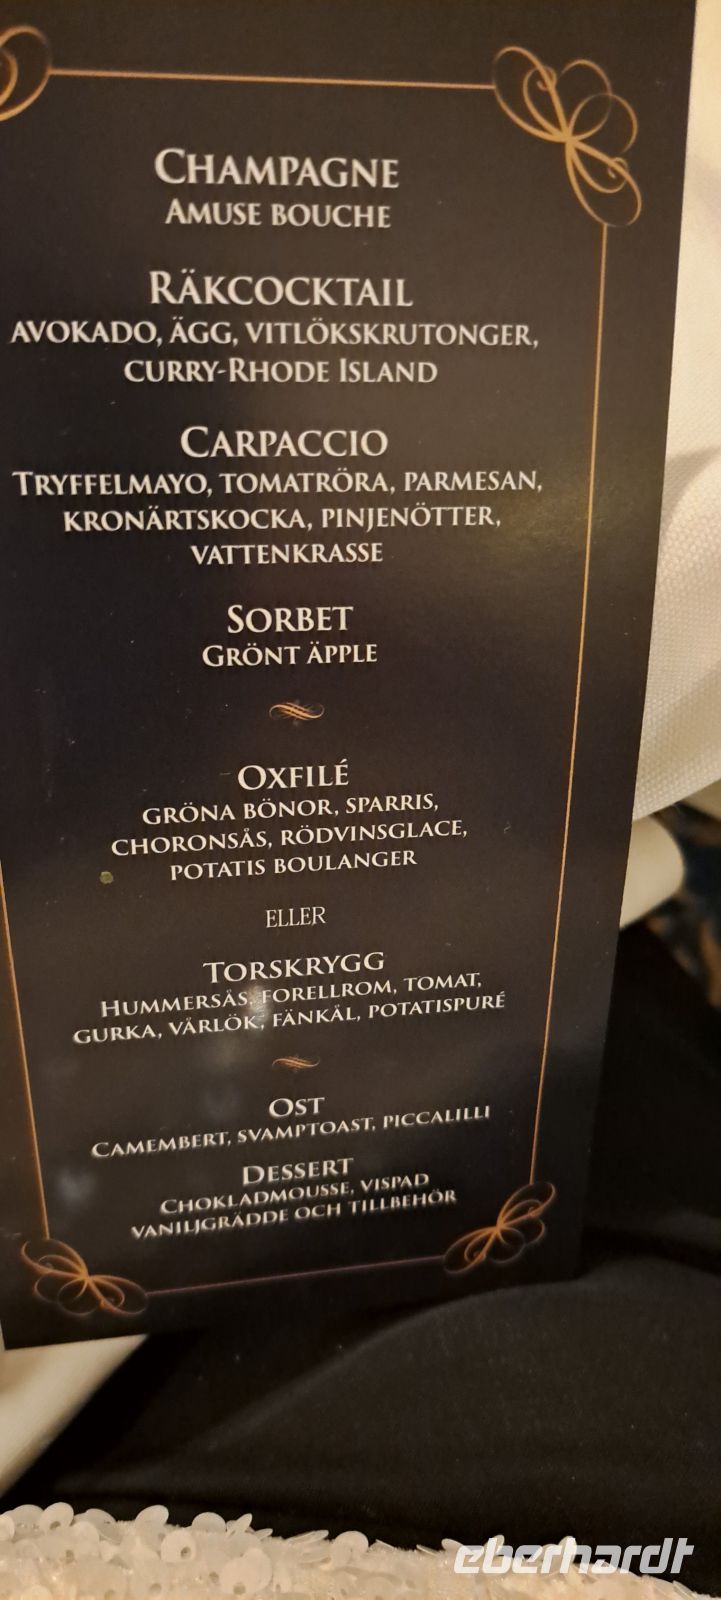 Champagne
Amuse bouche
Räkcocktail
avokado, ägg, vitlökskrutonger,
curry-Rhode Island
Carpaccio
Tryffelmayo, tomatröra, parmesan,
kronärtskocka, pinjenötter,
vattenkrasse
Sorbet
Grönt äpple
Oxfilé
gröna bönor, sparris,
choronsås, rödvinsglace,
potatis boulanger
eller
Torskrygg
Hummersås, forellrom, tomat,
gurka, vårlök, fänkål, potatispuré
Ost
Camembert, svamptoast, piccalilli
Dessert
Chokladmousse, vispad
vaniljgrädde och tillbehör
eberhardt